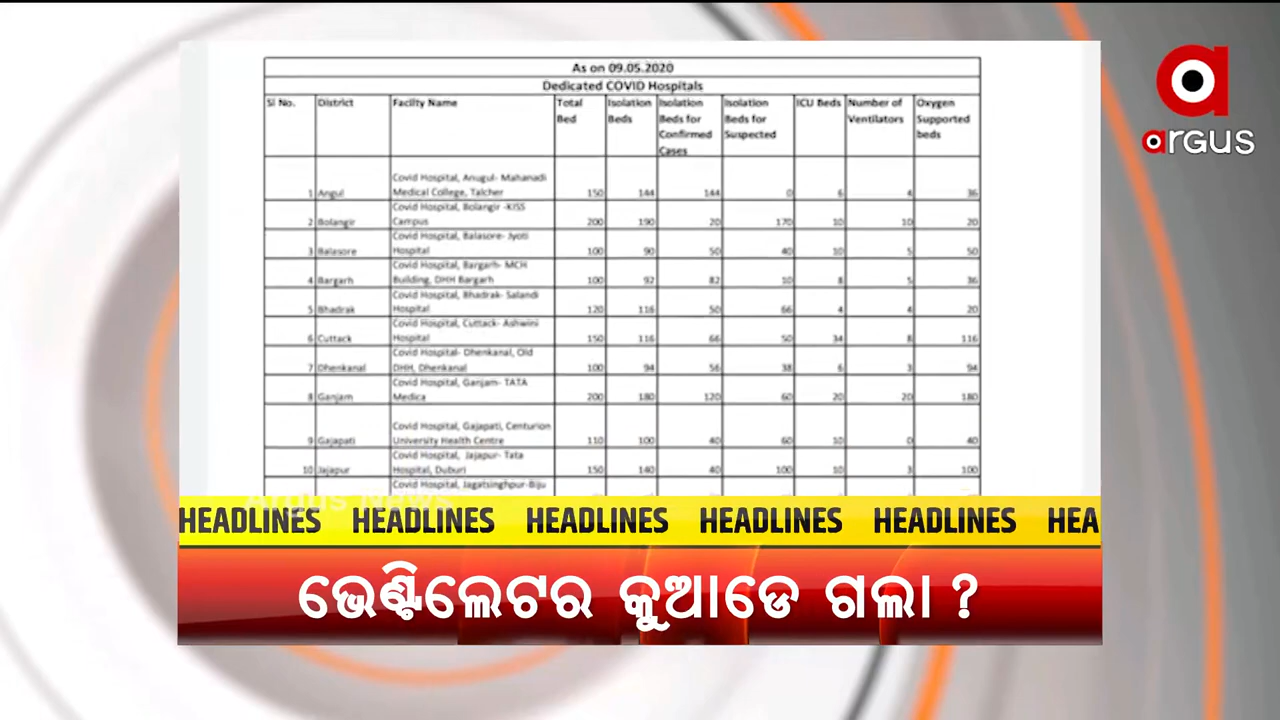 As on 09.05.2020
Dedicated COVID Hospitals
Sl No. District Facility Name Total Bed Isolation Beds Isolation Beds for Confirmed Cases Isolation Beds for Suspected ICU Beds Number of Ventilators Oxygen Supported beds
1 Angul Covid Hospital, Anugul- Mahanadi Medical College, Talcher 150 144 144 0 6 4 36
2 Bolangir Covid Hospital, Bolangir -KISS Campus 200 190 20 170 10 10 20
3 Balasore Covid Hospital, Balasore- Jyoti Hospital 100 90 50 40 10 5 50
4 Bargarh Covid Hospital, Bargarh- MCH Building, DHH Bargarh 100 92 82 10 8 5 36
5 Bhadrak Covid Hospital, Bhadrak- Salandi Hospital 120 116 50 66 4 4 20
6 Cuttack Covid Hospital, Cuttack- Ashwini Hospital 150 116 66 50 34 8 116
7 Dhenkanal Covid Hospital- Dhenkanal, Old DHH, Dhenkanal 100 94 56 38 6 3 94
8 Ganjam Covid Hospital, Ganjam- TATA Medica 200 180 120 60 20 20 180
9 Gajapati Covid Hospital, Gajapati, Centurion University Health Centre 110 100 40 60 10 0 40
10 Jajapur Covid Hospital, Jajapur- Tata Hospital, Duburi 150 140 40 100 10 3 100
Covid Hospital, Jagatsinghpur-Biju
argus
Argus News
HEADLINES HEADLINES HEADLINES HEADLINES HEADLINES HEA
ଭେଣ୍ଟିଲେଟର କୁଆଡେ ଗଲା ?